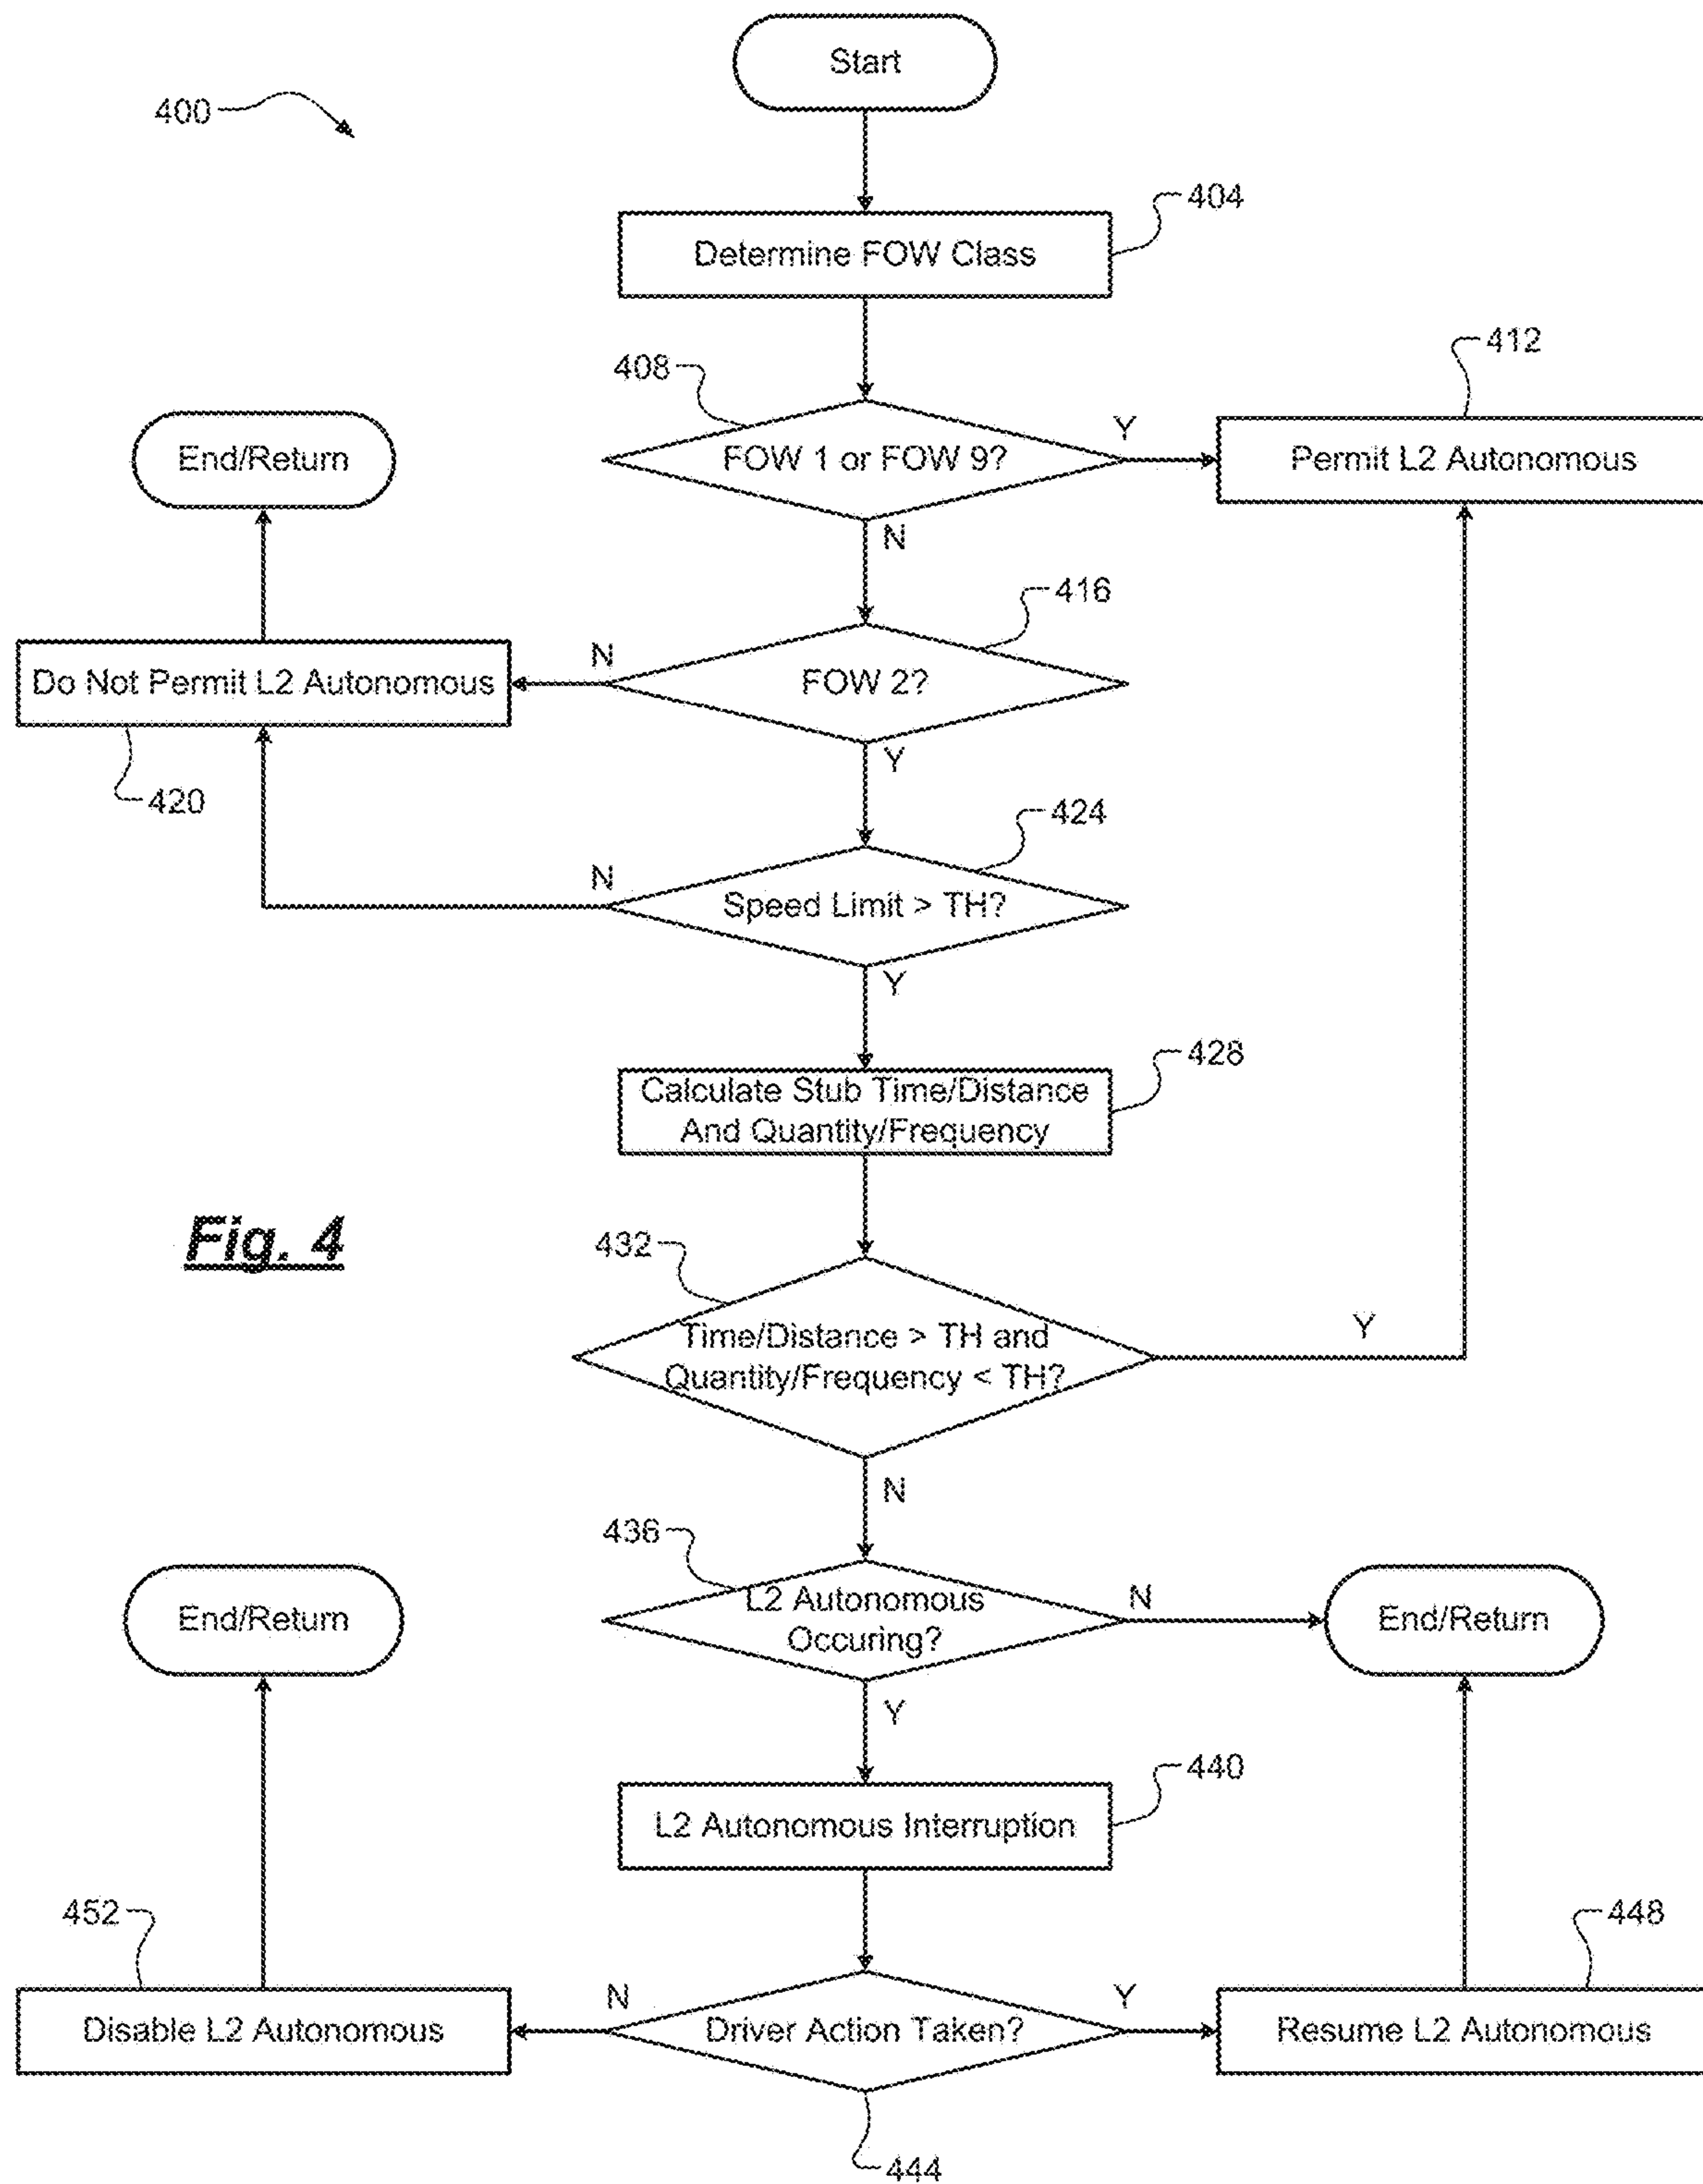 Start
400
404
Determine FOW Class
412
408
Y
End/Return
FOW 1 or FOW 9?
Permit L2 Autonomous
N
416
N
Do Not Permit L2 Autonomous
FOW 2?
Y
420
424
N
Speed Limit > TH?
Y
428
Calculate Stub Time/Distance
And Quantity/Frequency
Fig. 4
432
Y
Time/Distance > TH and
Quantity/Frequency < TH?
N
436
L2 Autonomous
Occuring?
N
End/Return
End/Return
Y
440
L2 Autonomous Interruption
452
448
N
Y
Disable L2 Autonomous
Driver Action Taken?
Resume L2 Autonomous
444